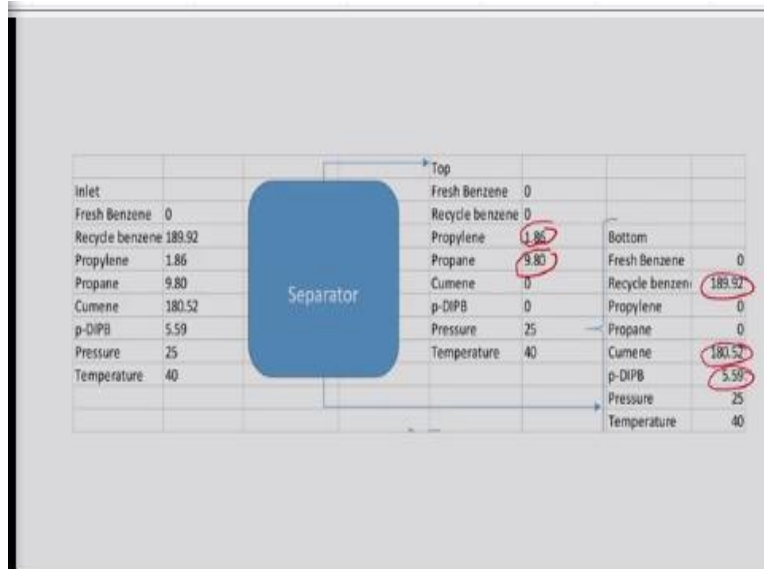 Inlet
Fresh Benzene 0
Recycle benzene 189.92
Propylene 1.86
Propane 9.80
Cumene 180.52
p-DIPB 5.59
Pressure 25
Temperature 40
Separator
Top
Fresh Benzene 0
Recycle benzene 0
Propylene 1.86
Propane 9.80
Cumene 0
p-DIPB 0
Pressure 25
Temperature 40
Bottom
Fresh Benzene 0
Recycle benzen 189.92
Propylene 0
Propane 0
Cumene 180.52
p-DIPB 5.59
Pressure 25
Temperature 40